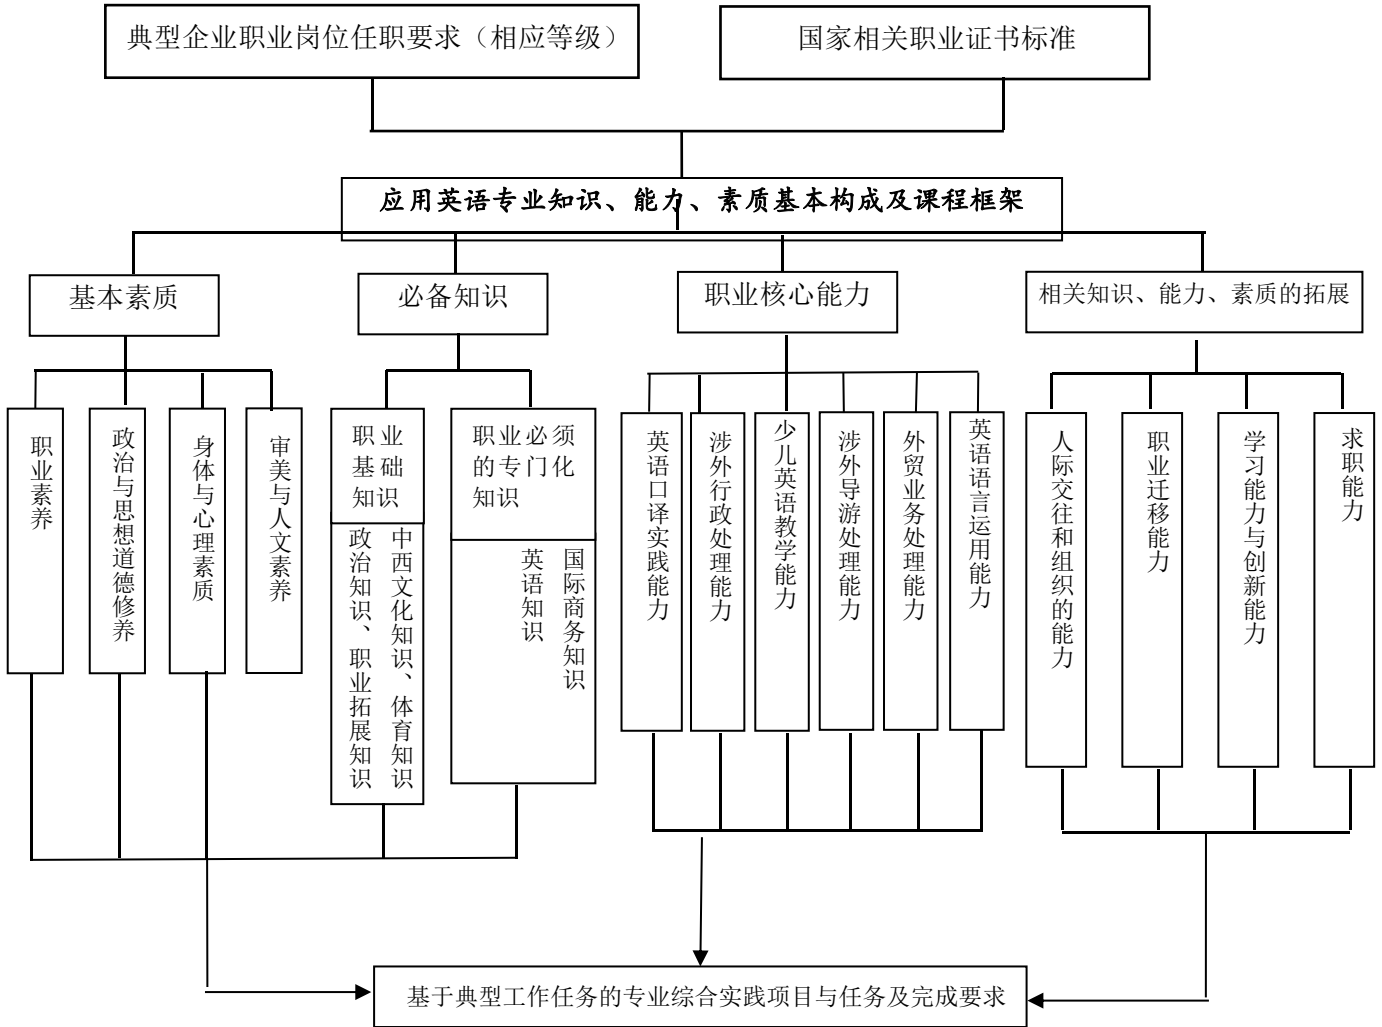 典型企业职业岗位任职要求（相应等级）
国家相关职业证书标准
应用英语专业知识、能力、素质基本构成及课程框架
基本素质
必备知识
职业核心能力
相关知识、能力、素质的拓展
职业素养
政治与思想道德修养
身体与心理素质
审美与人文素养
职业
基础
知识
中西文化知识、体育知识
政治知识、职业拓展知识
职业必须
的专门化
知识
国际商务知识
英语知识
英语口译实践能力
涉外行政处理能力
少儿英语教学能力
涉外导游处理能力
外贸业务处理能力
英语语言运用能力
人际交往和组织的能力
职业迁移能力
学习能力与创新能力
求职能力
基于典型工作任务的专业综合实践项目与任务及完成要求